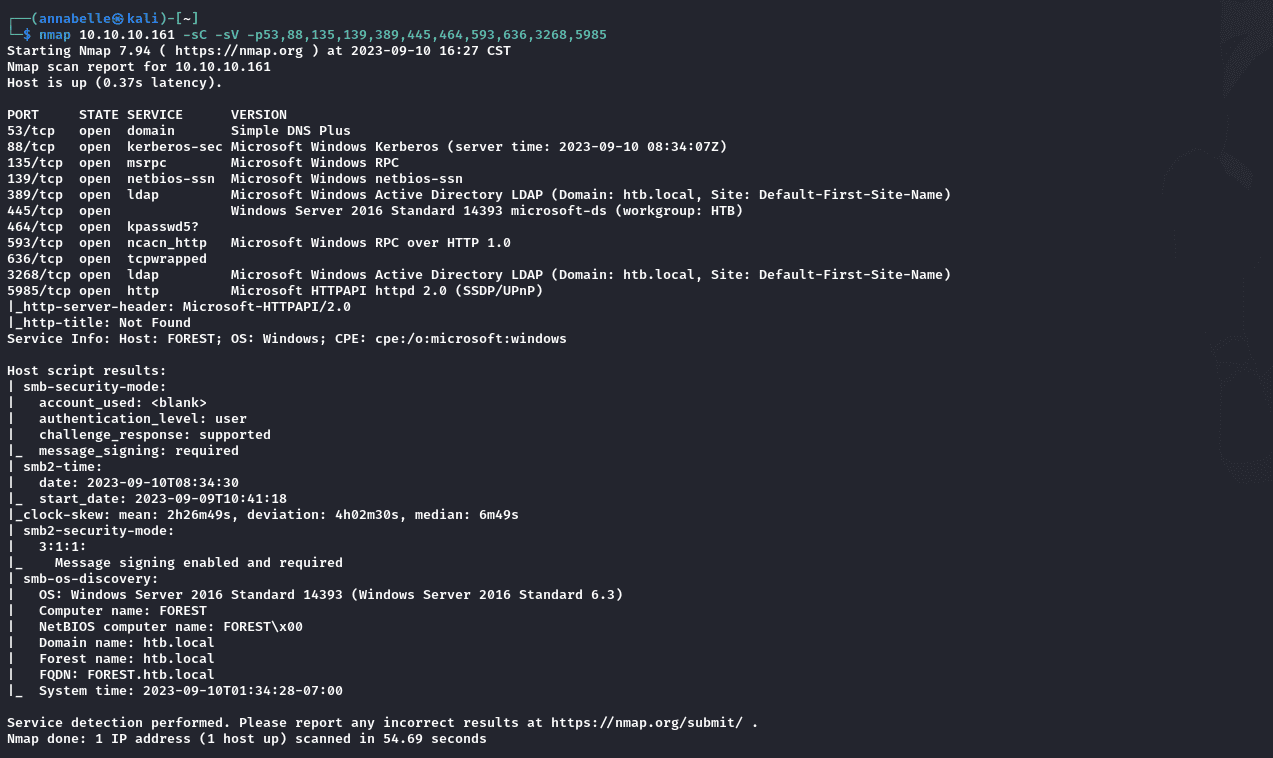 ┌──(annabelle㉿kali)-[~]
└─$ nmap 10.10.10.161 -sC -sV -p53,88,135,139,389,445,464,593,636,3268,5985
Starting Nmap 7.94 ( https://nmap.org ) at 2023-09-10 16:27 CST
Nmap scan report for 10.10.10.161
Host is up (0.37s latency).

PORT     STATE SERVICE      VERSION
53/tcp   open  domain       Simple DNS Plus
88/tcp   open  kerberos-sec Microsoft Windows Kerberos (server time: 2023-09-10 08:34:07Z)
135/tcp  open  msrpc        Microsoft Windows RPC
139/tcp  open  netbios-ssn  Microsoft Windows netbios-ssn
389/tcp  open  ldap         Microsoft Windows Active Directory LDAP (Domain: htb.local, Site: Default-First-Site-Name)
445/tcp  open               Windows Server 2016 Standard 14393 microsoft-ds (workgroup: HTB)
464/tcp  open  kpasswd5?
593/tcp  open  ncacn_http   Microsoft Windows RPC over HTTP 1.0
636/tcp  open  tcpwrapped
3268/tcp open  ldap         Microsoft Windows Active Directory LDAP (Domain: htb.local, Site: Default-First-Site-Name)
5985/tcp open  http         Microsoft HTTPAPI httpd 2.0 (SSDP/UPnP)
|_http-server-header: Microsoft-HTTPAPI/2.0
|_http-title: Not Found
Service Info: Host: FOREST; OS: Windows; CPE: cpe:/o:microsoft:windows

Host script results:
| smb-security-mode:
|   account_used: <blank>
|   authentication_level: user
|   challenge_response: supported
|_  message_signing: required
| smb2-time:
|   date: 2023-09-10T08:34:30
|_  start_date: 2023-09-09T10:41:18
|_clock-skew: mean: 2h26m49s, deviation: 4h02m30s, median: 6m49s
| smb2-security-mode:
|   3:1:1:
|_    Message signing enabled and required
| smb-os-discovery:
|   OS: Windows Server 2016 Standard 14393 (Windows Server 2016 Standard 6.3)
|   Computer name: FOREST
|   NetBIOS computer name: FOREST\x00
|   Domain name: htb.local
|   Forest name: htb.local
|   FQDN: FOREST.htb.local
|_  System time: 2023-09-10T01:34:28-07:00

Service detection performed. Please report any incorrect results at https://nmap.org/submit/ .
Nmap done: 1 IP address (1 host up) scanned in 54.69 seconds